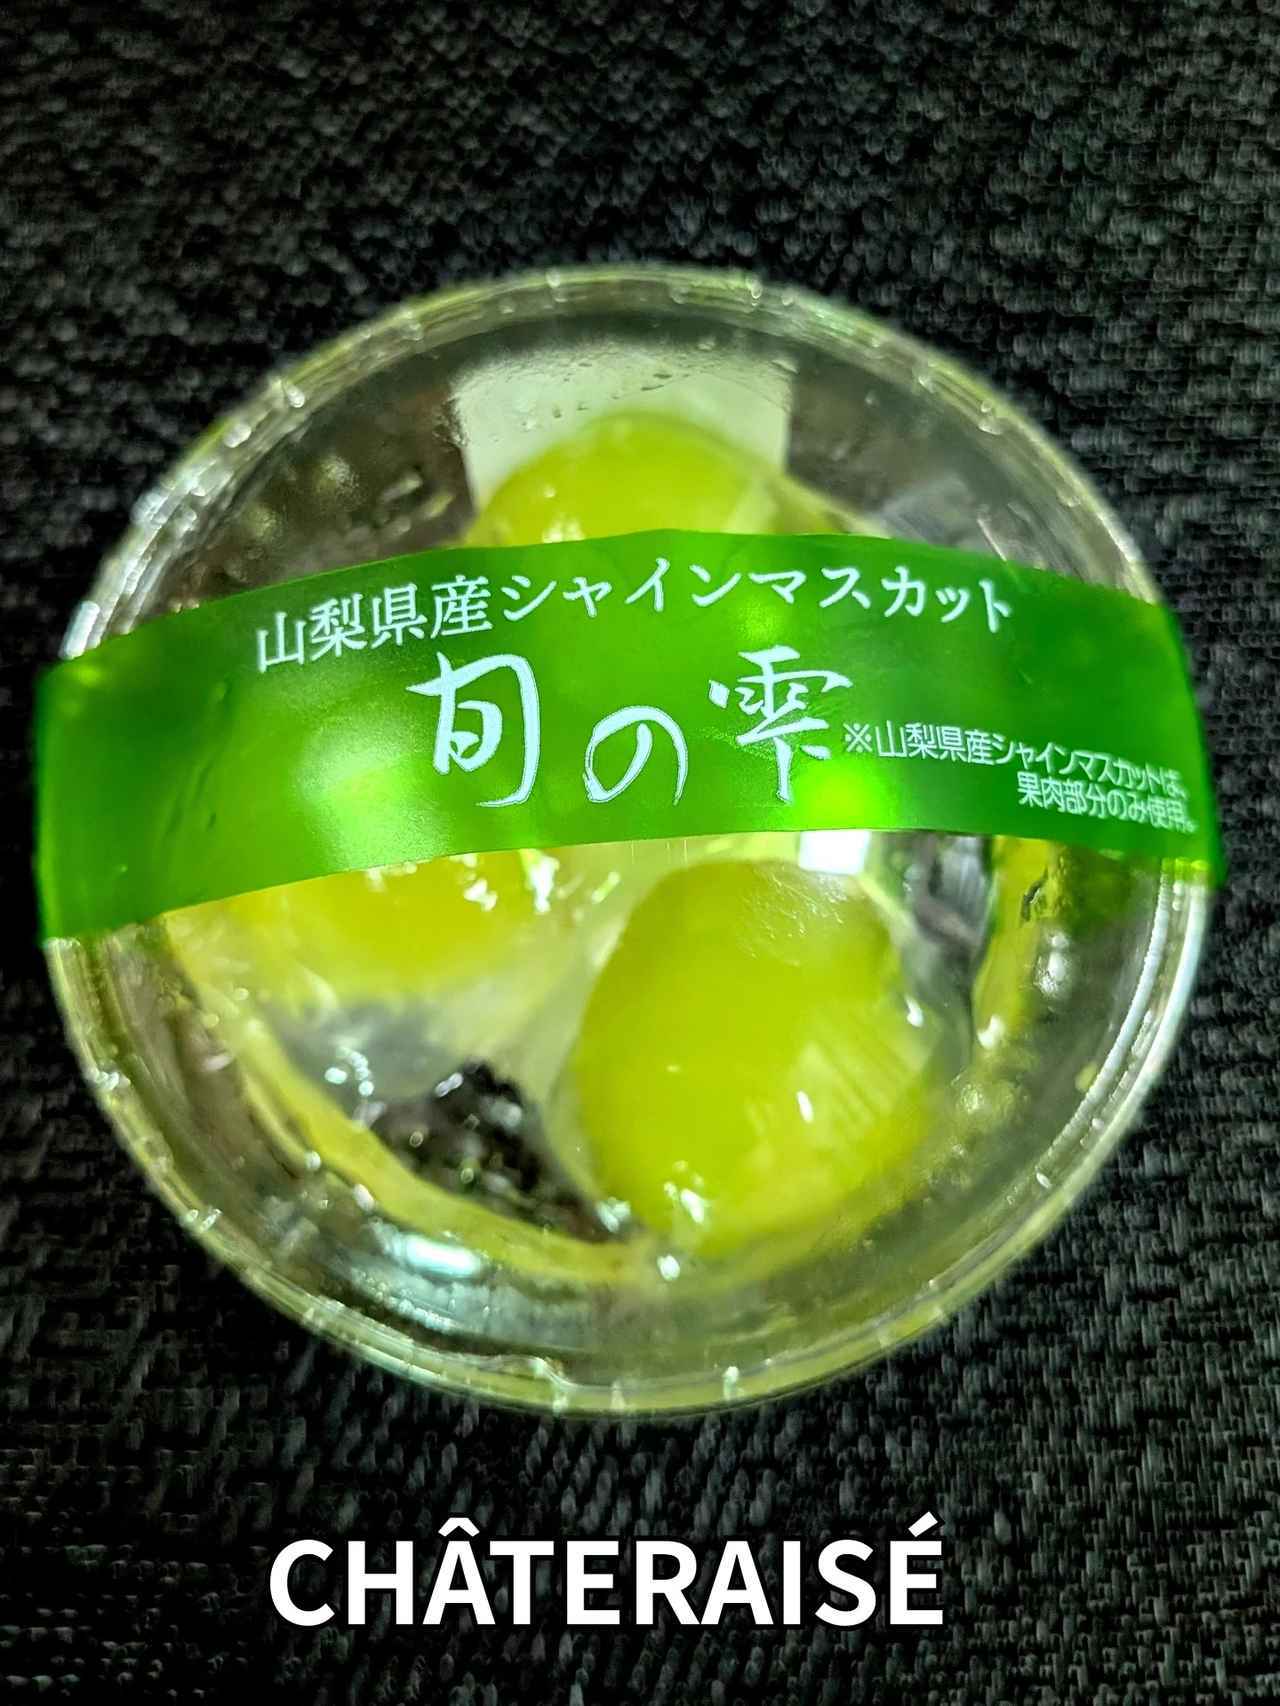 山梨県産シャインマスカット
旬の雫
※山梨県産シャインマスカットは、
果肉部分のみ使用。
CHÂTERAISÉ